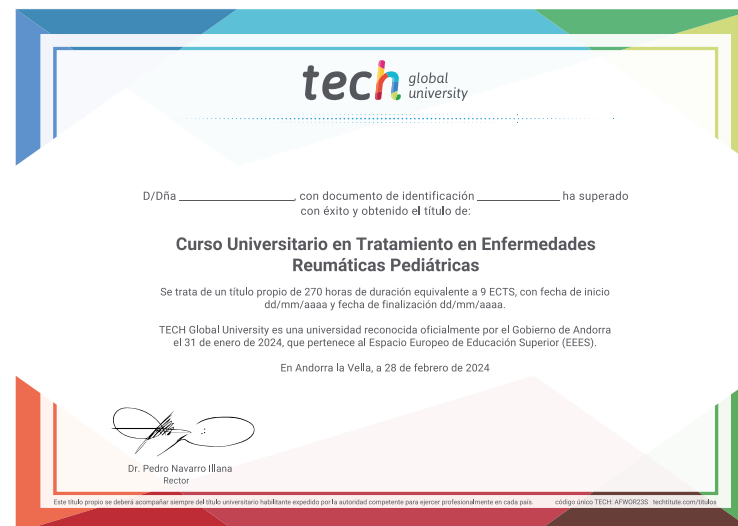 tech global university
D/Dña ____________________, con documento de identificación ______________ ha superado
con éxito y obtenido el título de:
Curso Universitario en Tratamiento en Enfermedades
Reumáticas Pediátricas
Se trata de un título propio de 270 horas de duración equivalente a 9 ECTS, con fecha de inicio
dd/mm/aaaa y fecha de finalización dd/mm/aaaa.
TECH Global University es una universidad reconocida oficialmente por el Gobierno de Andorra
el 31 de enero de 2024, que pertenece al Espacio Europeo de Educación Superior (EEES).
En Andorra la Vella, a 28 de febrero de 2024
Dr. Pedro Navarro Illana
Rector
Este título propio se deberá acompañar siempre del título universitario habilitante expedido por la autoridad competente para ejercer profesionalmente en cada país. código único TECH: AFWOR23S techtitute.com/titulos